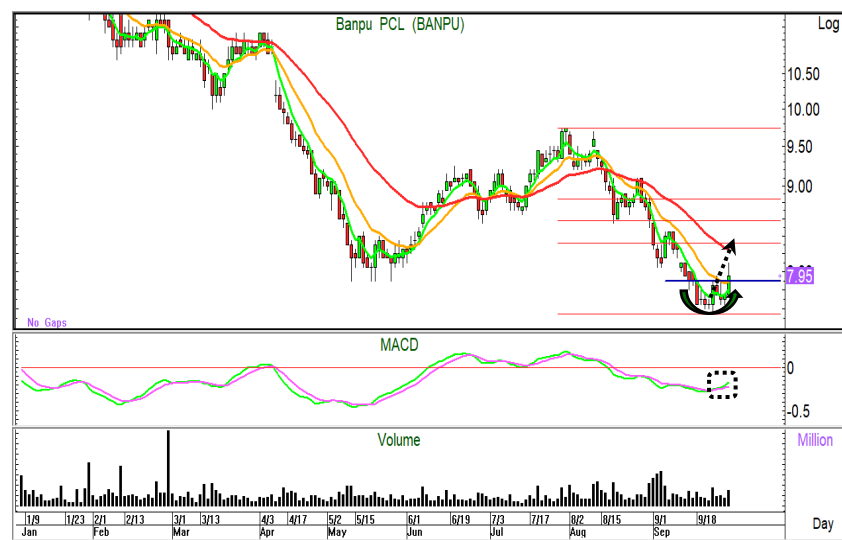 Banpu PCL (BANPU)
Log
10.50
10.00
9.50
9.00
7.95
No Gaps
MACD
0
-0.5
Volume
Million
1/9 1/23 2/1 2/13 3/1 3/13 4/3 4/17 5/2 5/15 6/1 6/19 7/3 7/17 8/2 8/15 9/1 9/18
Jan Feb Mar Apr May Jun Jul Aug Sep
Day